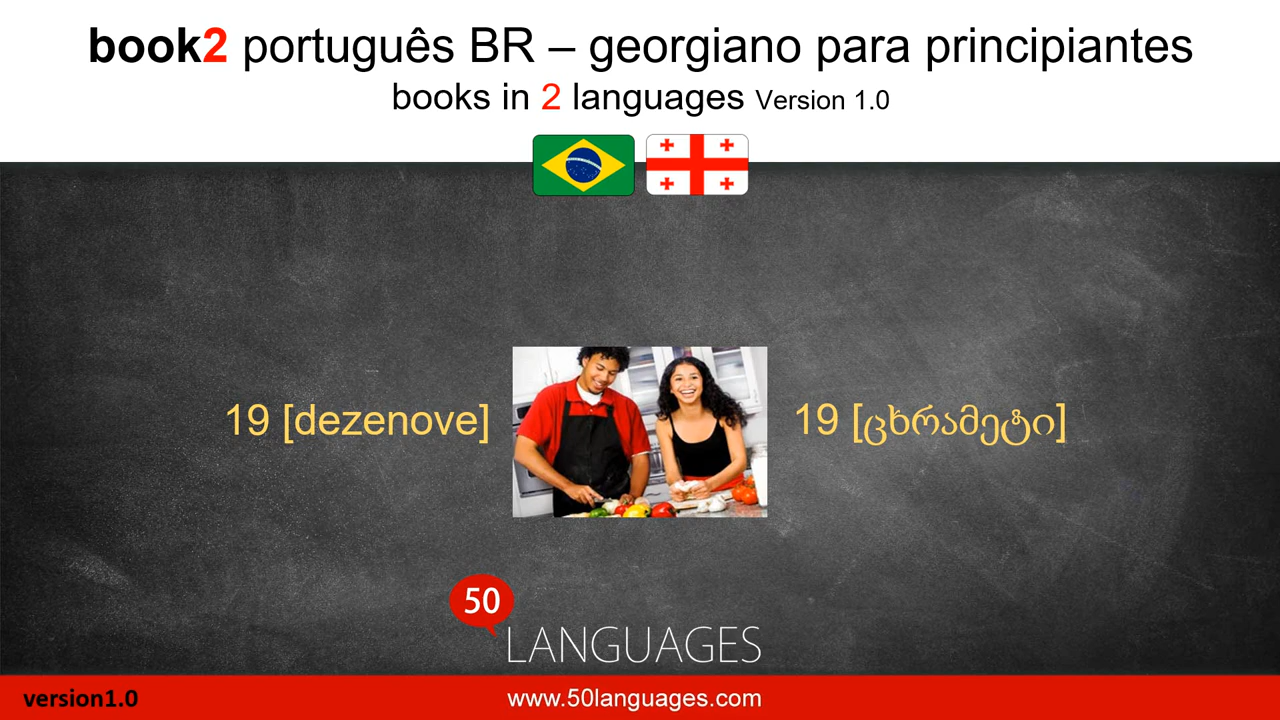 book2 português BR – georgiano para principiantes
books in 2 languages Version 1.0
19 [dezenove]
19 [ცხრამეტი]
50
LANGUAGES
version1.0
www.50languages.com